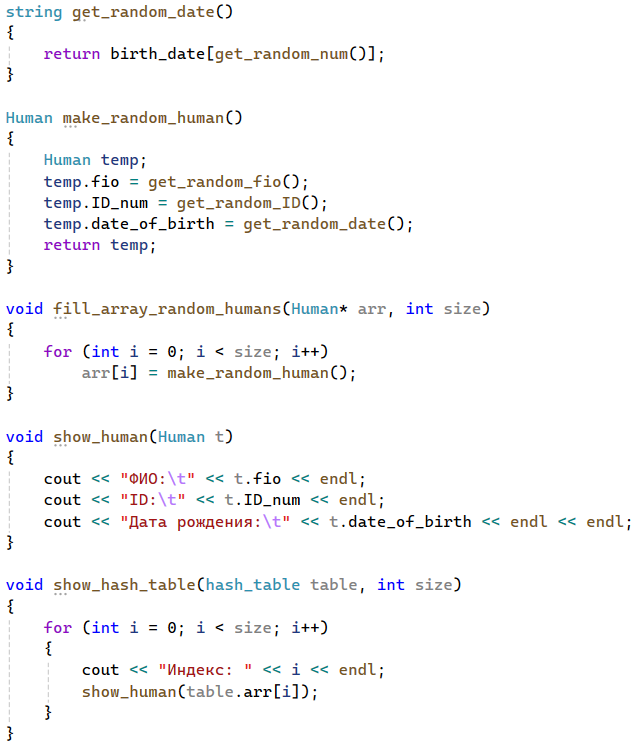 string get_random_date()
{
    return birth_date[get_random_num()];
}

Human make_random_human()
{
    Human temp;
    temp.fio = get_random_fio();
    temp.ID_num = get_random_ID();
    temp.date_of_birth = get_random_date();
    return temp;
}

void fill_array_random_humans(Human* arr, int size)
{
    for (int i = 0; i < size; i++)
        arr[i] = make_random_human();
}

void show_human(Human t)
{
    cout << "ФИО:\t" << t.fio << endl;
    cout << "ID:\t" << t.ID_num << endl;
    cout << "Дата рождения:\t" << t.date_of_birth << endl << endl;
}

void show_hash_table(hash_table table, int size)
{
    for (int i = 0; i < size; i++)
    {
        cout << "Индекс: " << i << endl;
        show_human(table.arr[i]);
    }
}